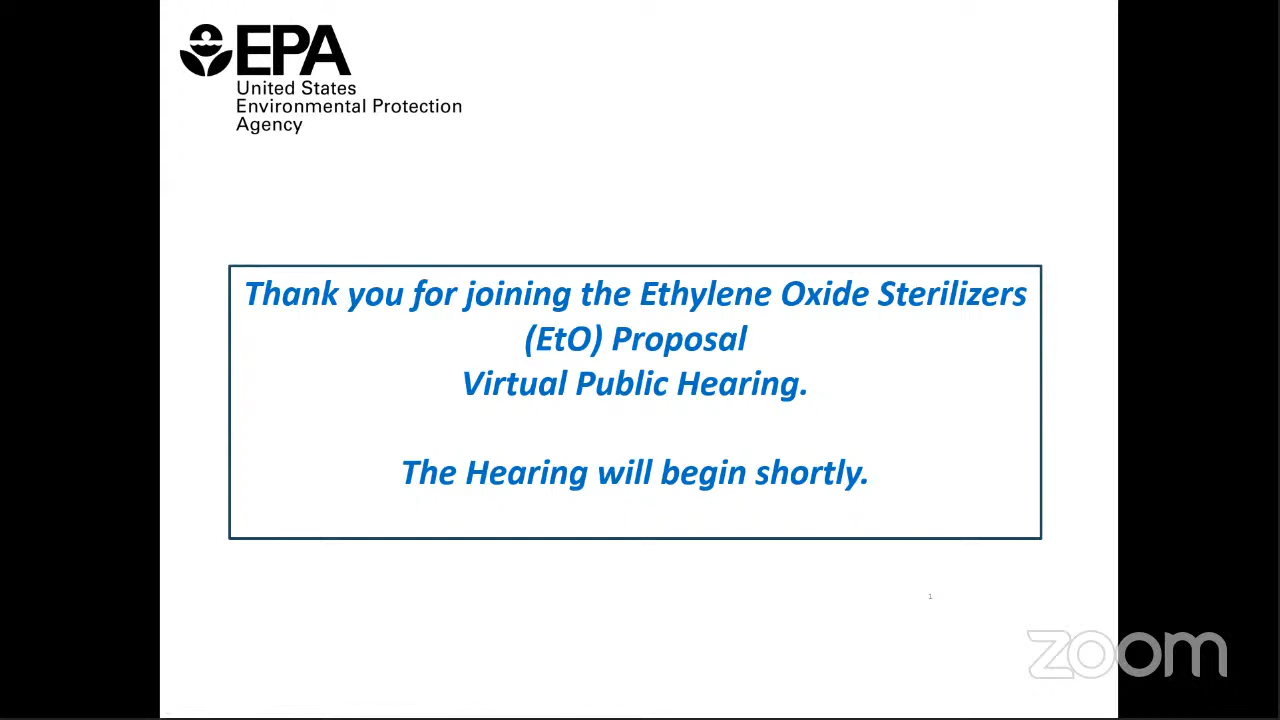 EPA
United States
Environmental Protection
Agency
Thank you for joining the Ethylene Oxide Sterilizers
(EtO) Proposal
Virtual Public Hearing.
The Hearing will begin shortly.
1
zoom